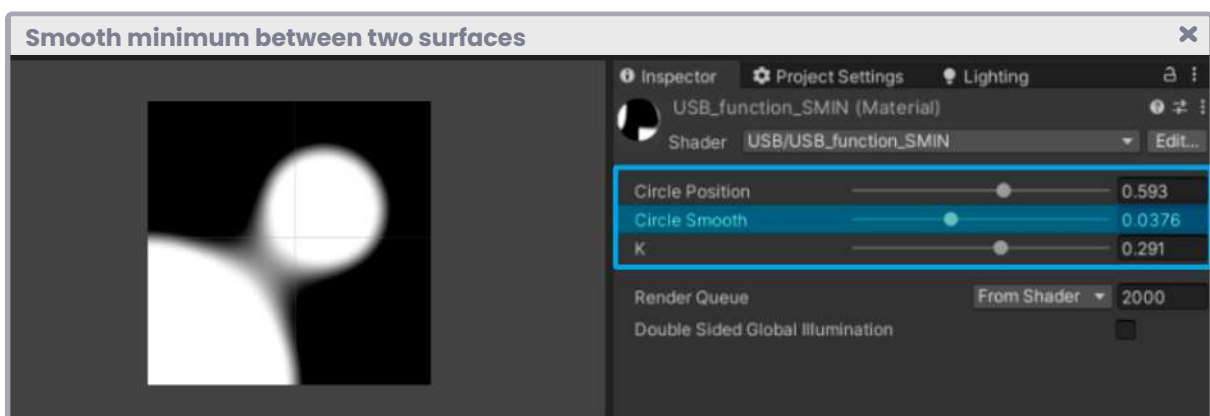 Smooth minimum between two surfaces
Inspector Project Settings Lighting
USB_function_SMIN (Material)
Shader USB/USB_function_SMIN Edit...
Circle Position 0.593
Circle Smooth 0.0376
K 0.291
Render Queue From Shader 2000
Double Sided Global Illumination